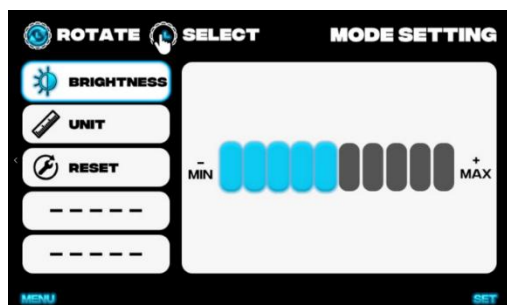 ROTATE SELECT MODE SETTING
BRIGHTNESS
UNIT
RESET
- MIN + MAX
- - - - -
- - - - -
MENU SET